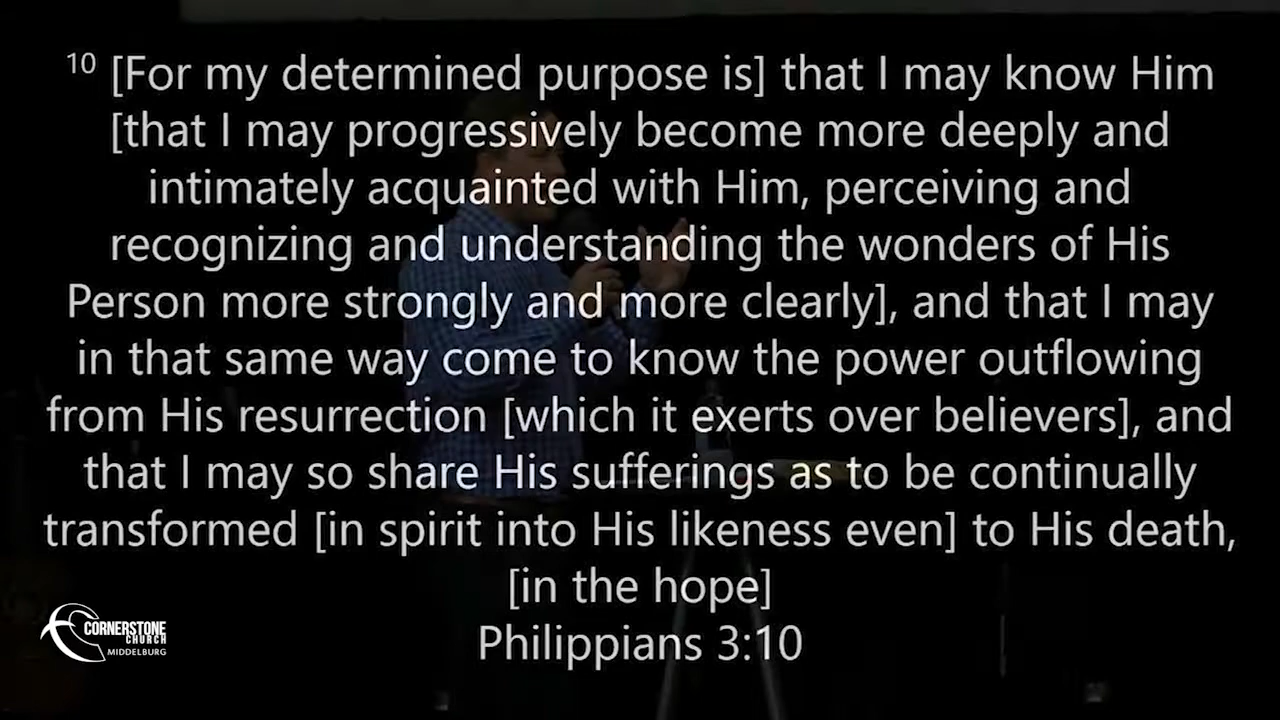 10 [For my determined purpose is] that I may know Him
[that I may progressively become more deeply and
intimately acquainted with Him, perceiving and
recognizing and understanding the wonders of His
Person more strongly and more clearly], and that I may
in that same way come to know the power outflowing
from His resurrection [which it exerts over believers], and
that I may so share His sufferings as to be continually
transformed [in spirit into His likeness even] to His death,
[in the hope]
Philippians 3:10
CORNERSTONE
CHURCH
MIDDELBURG